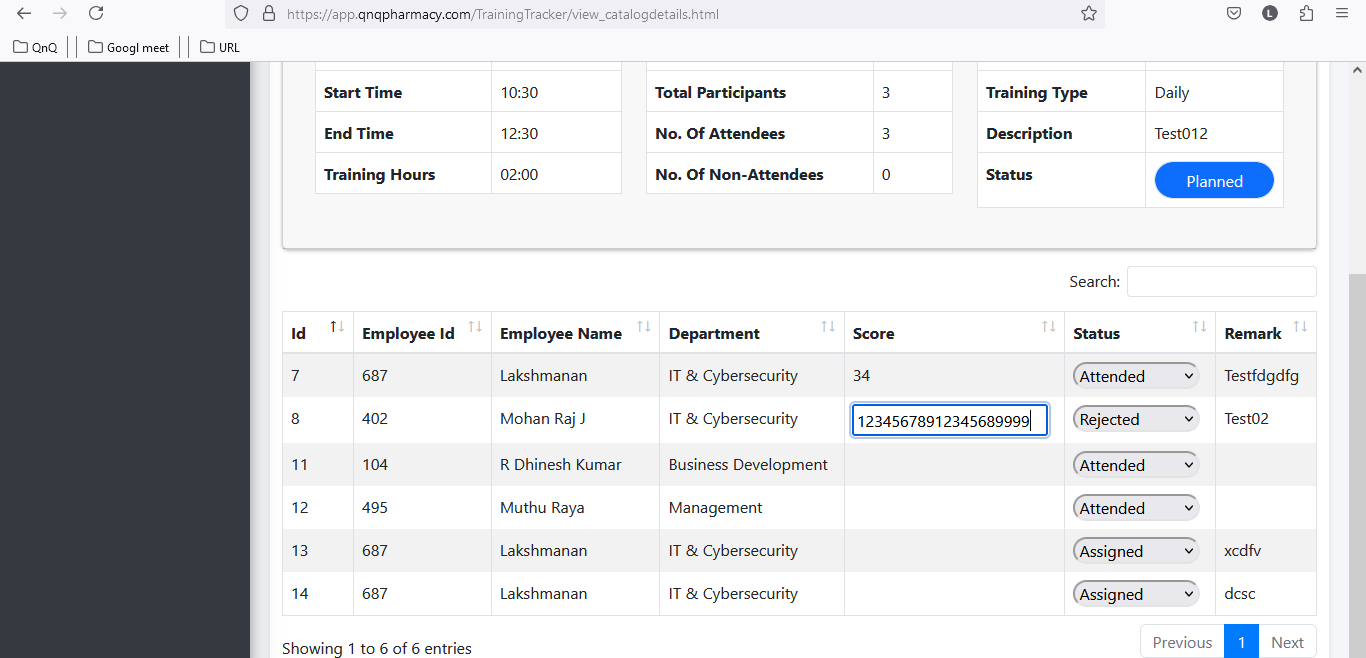 https://app.qnqpharmacy.com/TrainingTracker/view_catalogdetails.html
L
QnQ Googl meet URL
Start Time 10:30 Total Participants 3 Training Type Daily
End Time 12:30 No. Of Attendees 3 Description Test012
Training Hours 02:00 No. Of Non-Attendees 0 Status Planned
Search:
Id Employee Id Employee Name Department Score Status Remark
7 687 Lakshmanan IT & Cybersecurity 34 Attended Testfdgdfg
8 402 Mohan Raj J IT & Cybersecurity 12345678912345689999 Rejected Test02
11 104 R Dhinesh Kumar Business Development Attended
12 495 Muthu Raya Management Attended
13 687 Lakshmanan IT & Cybersecurity Assigned xcdfv
14 687 Lakshmanan IT & Cybersecurity Assigned dcsc
Showing 1 to 6 of 6 entries Previous 1 Next